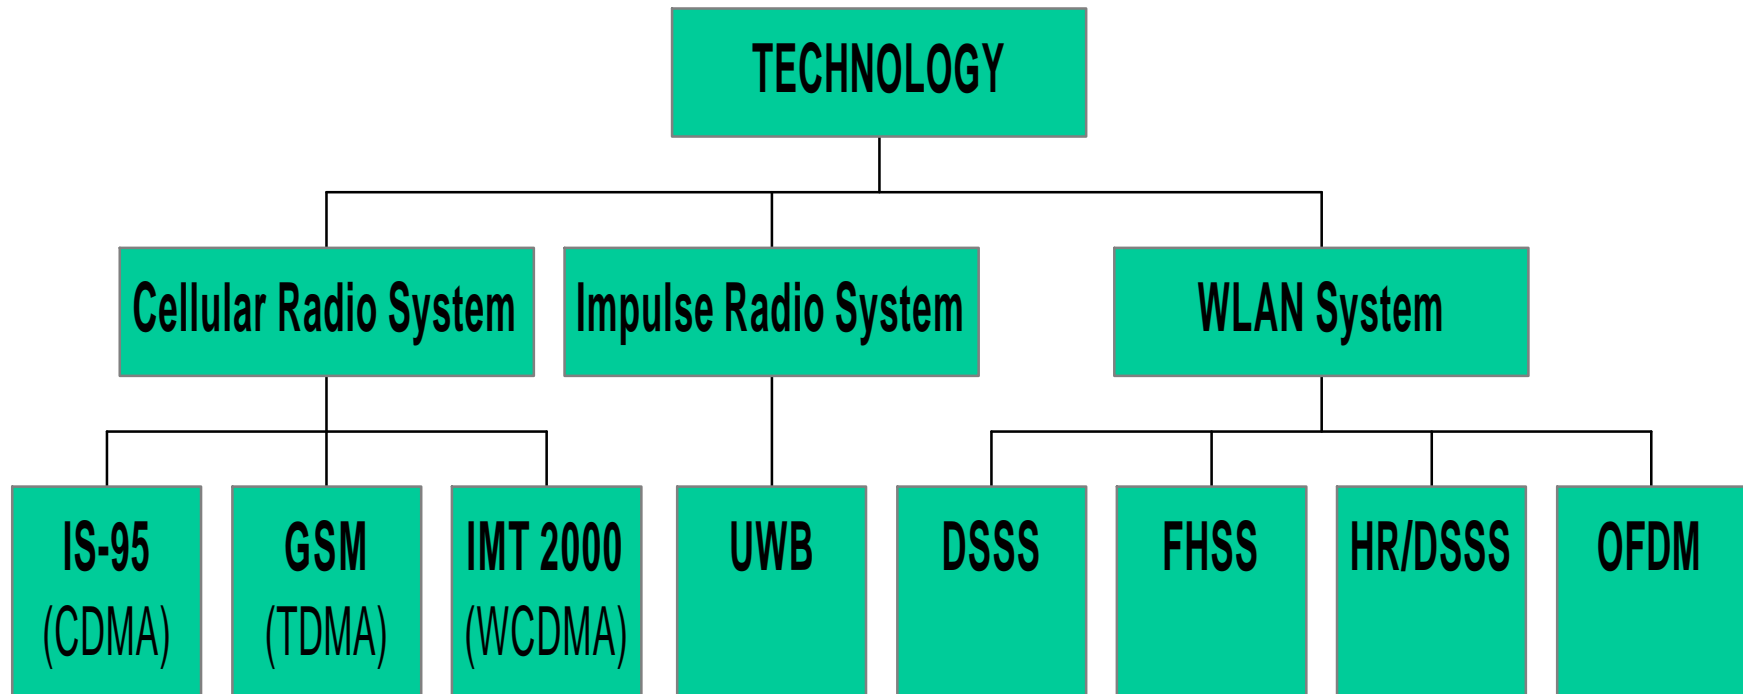 TECHNOLOGY
Cellular Radio System
Impulse Radio System
WLAN System
IS-95
(CDMA)
GSM
(TDMA)
IMT 2000
(WCDMA)
UWB
DSSS
FHSS
HR/DSSS
OFDM